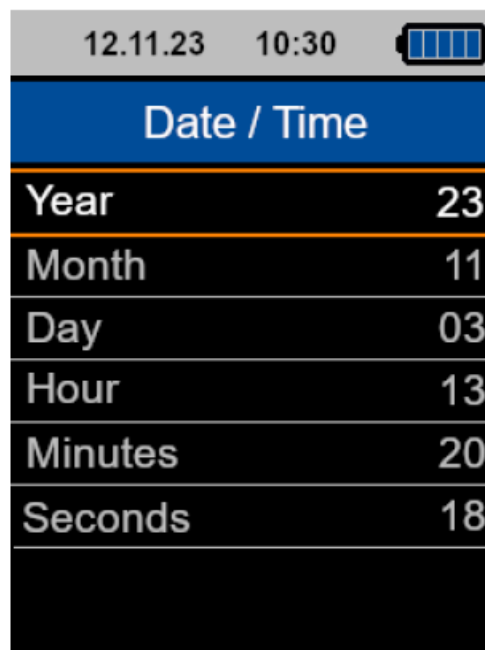 12.11.23 10:30
Date / Time
Year 23
Month 11
Day 03
Hour 13
Minutes 20
Seconds 18